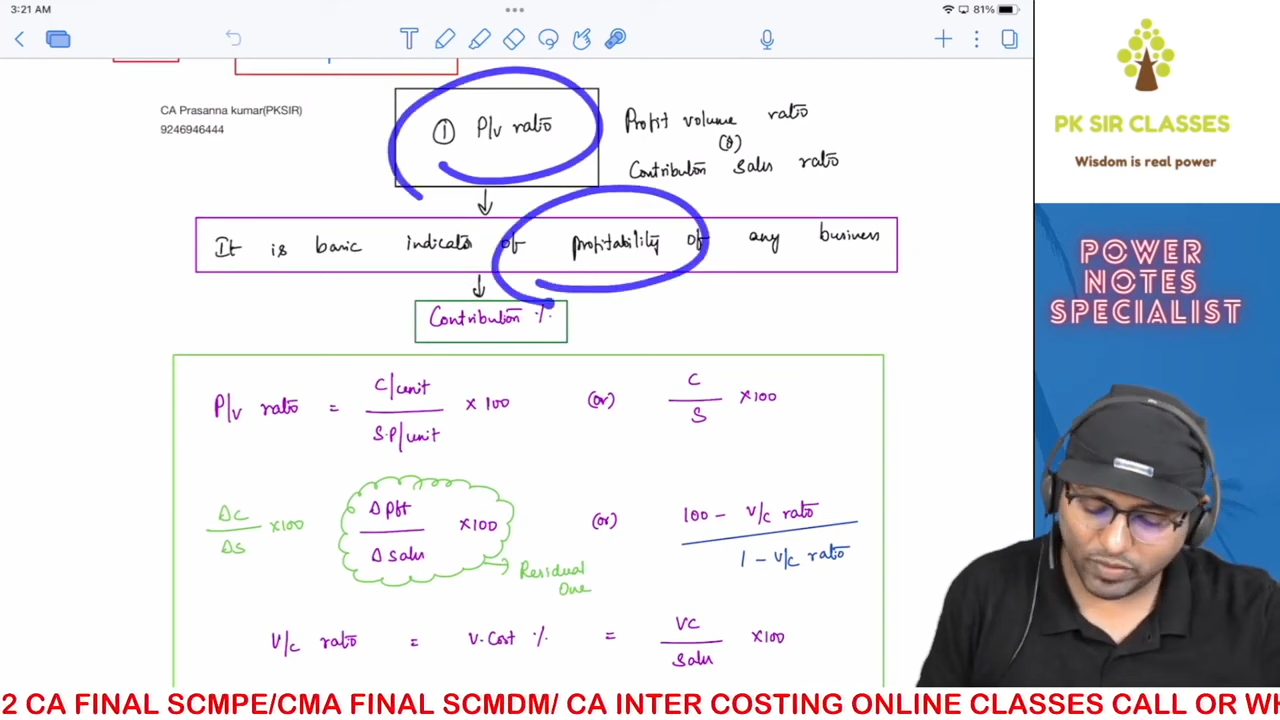 3:21 AM
81%
CA Prasanna kumar(PKSIR)
9246946444
① P/v ratio
Profit volume ratio
(or)
Contribution sales ratio
It is basic indicator of profitability of any business
Contribution %
P/v ratio = C/unit / S.P/unit × 100 (or) C / S × 100
ΔC / ΔS × 100 Δ Pft / Δ sales × 100 (or) 100 - v/c ratio
1 - v/c ratio
Residual One
V/c ratio = V. Cost % = VC / Sales × 100
PK SIR CLASSES
Wisdom is real power
POWER
NOTES
SPECIALIST
2 CA FINAL SCMPE/CMA FINAL SCMDM/ CA INTER COSTING ONLINE CLASSES CALL OR WH